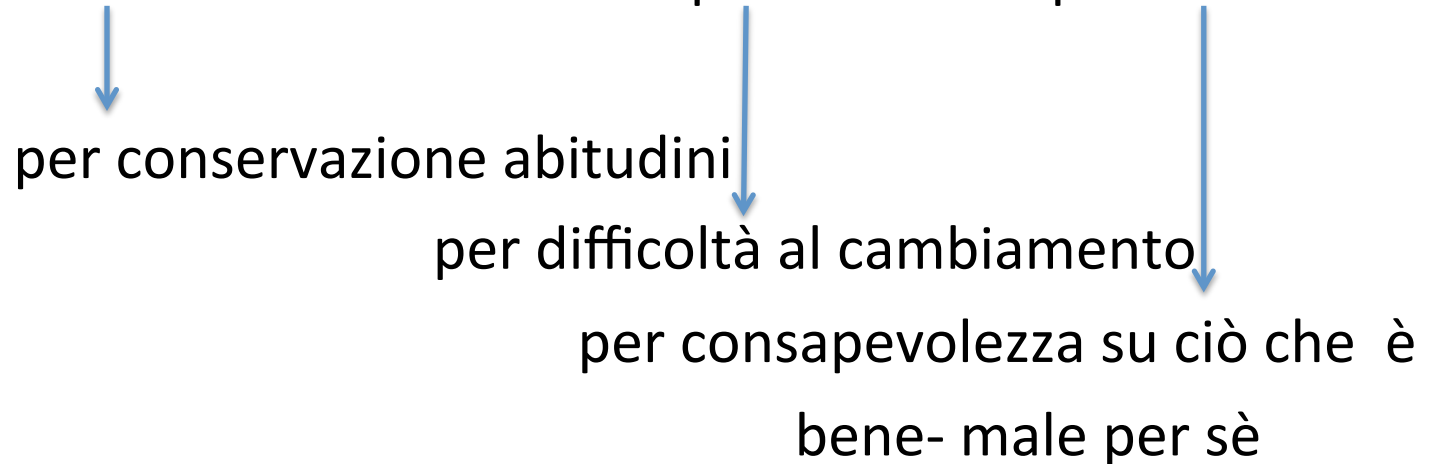 per conservazione abitudini
per difficoltà al cambiamento
per consapevolezza su ciò che  è
bene- male per sè